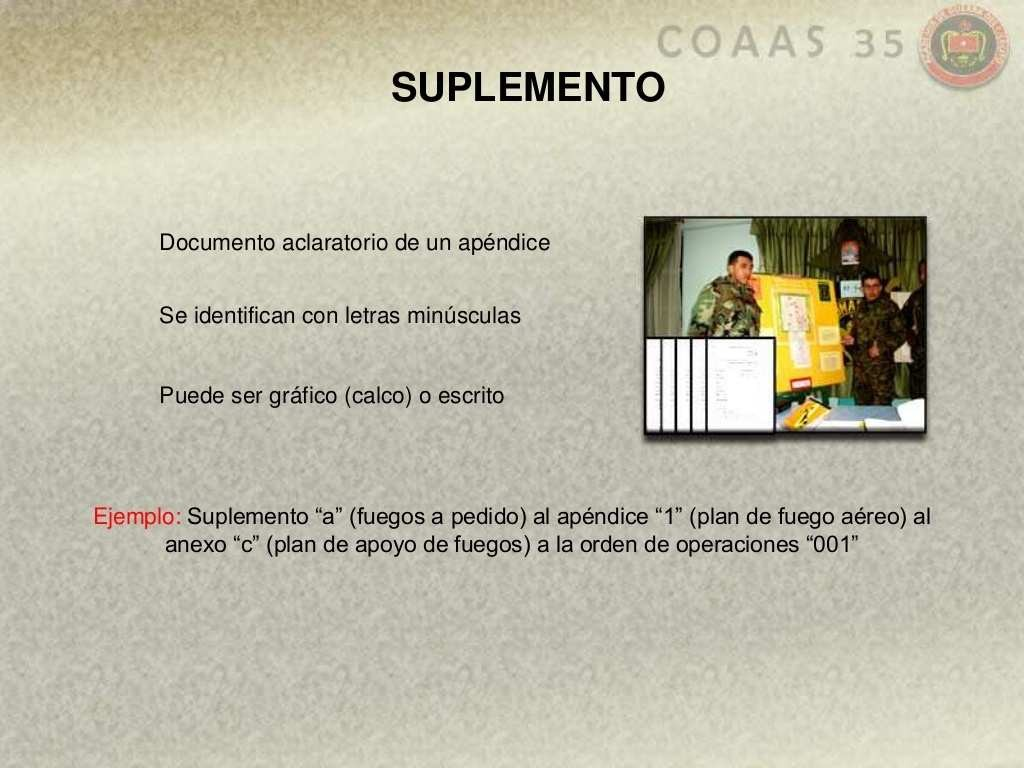 COAAS 35
SUPLEMENTO
Documento aclaratorio de un apéndice
Se identifican con letras minúsculas
Puede ser gráfico (calco) o escrito
Ejemplo: Suplemento “a” (fuegos a pedido) al apéndice “1” (plan de fuego aéreo) al
anexo “c” (plan de apoyo de fuegos) a la orden de operaciones “001”